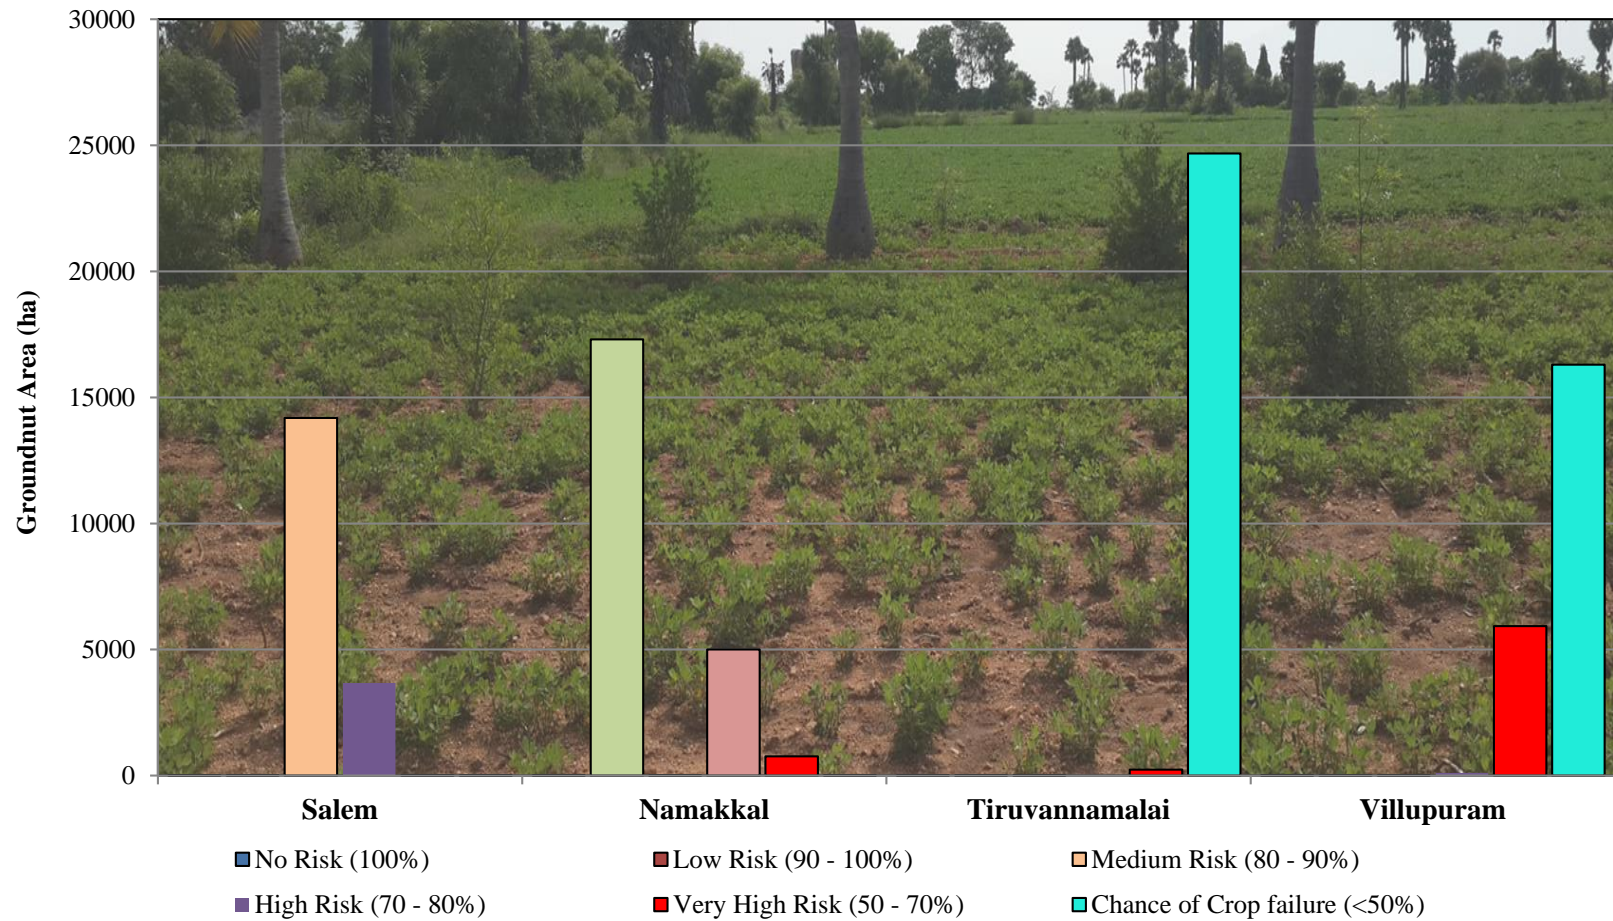 30000
25000
20000
15000
10000
5000
0
Groundnut Area (ha)
Salem Namakkal Tiruvannamalai Villupuram
No Risk (100%) Low Risk (90 - 100%) Medium Risk (80 - 90%)
High Risk (70 - 80%) Very High Risk (50 - 70%) Chance of Crop failure (<50%)